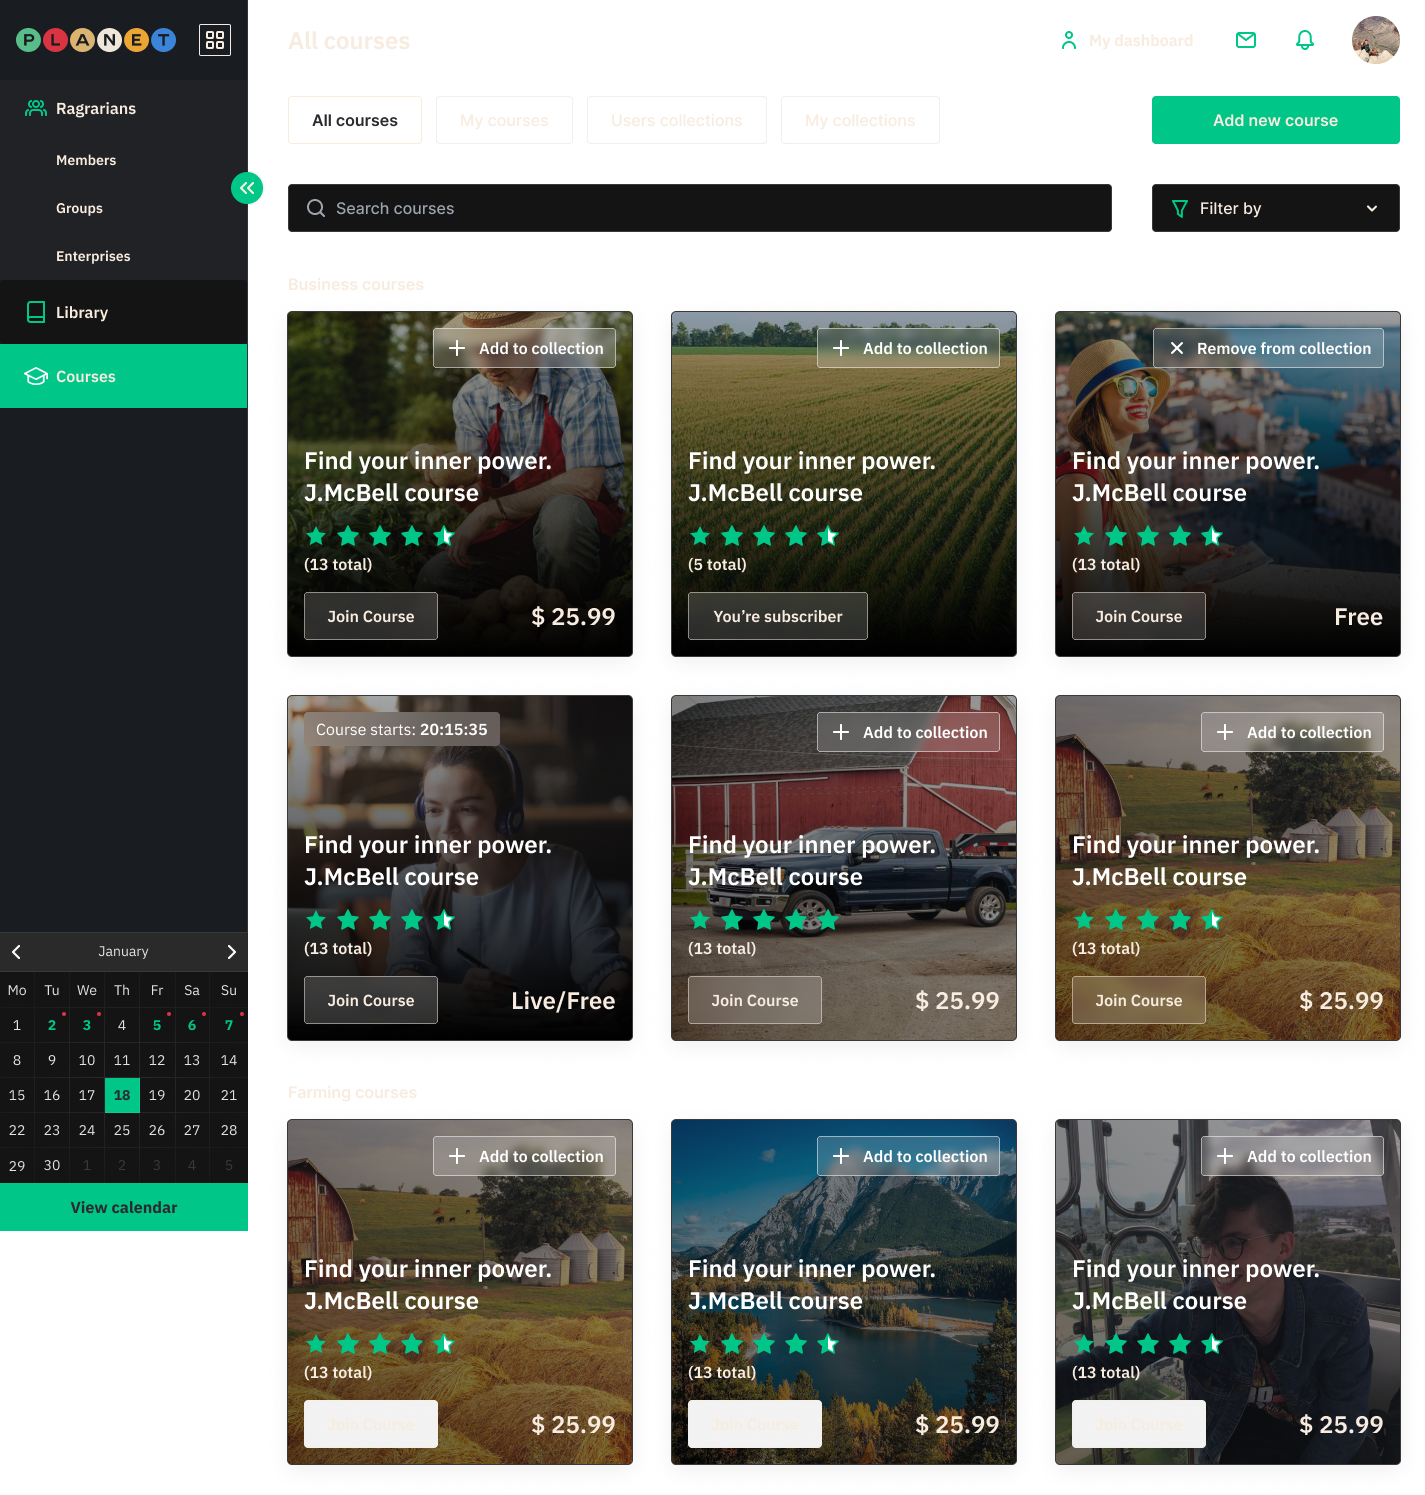 PLANET
All courses
My dashboard
Ragrarians
Members
Groups
Enterprises
Library
Courses
All courses
My courses
Users collections
My collections
Add new course
Search courses
Filter by
Business courses
Add to collection
Find your inner power.
J.McBell course
(13 total)
Join Course
$ 25.99
Add to collection
Find your inner power.
J.McBell course
(5 total)
You’re subscriber
Remove from collection
Find your inner power.
J.McBell course
(13 total)
Join Course
Free
Course starts: 20:15:35
Find your inner power.
J.McBell course
(13 total)
Join Course
Live/Free
Add to collection
Find your inner power.
J.McBell course
(13 total)
Join Course
$ 25.99
Add to collection
Find your inner power.
J.McBell course
(13 total)
Join Course
$ 25.99
January
Mo Tu We Th Fr Sa Su
1 2 3 4 5 6 7
8 9 10 11 12 13 14
15 16 17 18 19 20 21
22 23 24 25 26 27 28
29 30 1 2 3 4 5
View calendar
Farming courses
Add to collection
Find your inner power.
J.McBell course
(13 total)
Join Course
$ 25.99
Add to collection
Find your inner power.
J.McBell course
(13 total)
Join Course
$ 25.99
Add to collection
Find your inner power.
J.McBell course
(13 total)
Join Course
$ 25.99